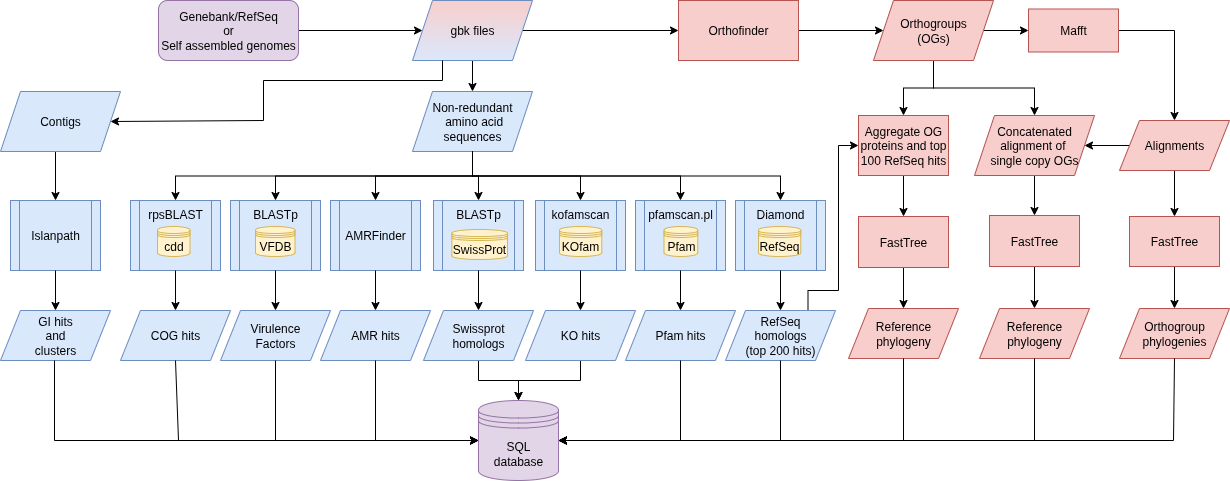 Genebank/RefSeq
or
Self assembled genomes
gbk files
Orthofinder
Orthogroups
(OGs)
Mafft
Contigs
Non-redundant
amino acid
sequences
Aggregate OG
proteins and top
100 RefSeq hits
Concatenated
alignment of
single copy OGs
Alignments
Islanpath
rpsBLAST
cdd
BLASTp
VFDB
AMRFinder
BLASTp
SwissProt
kofamscan
KOfam
pfamscan.pl
Pfam
Diamond
RefSeq
FastTree
FastTree
FastTree
GI hits
and
clusters
COG hits
Virulence
Factors
AMR hits
Swissprot
homologs
KO hits
Pfam hits
RefSeq
homologs
(top 200 hits)
Reference
phylogeny
Reference
phylogeny
Orthogroup
phylogenies
SQL
database